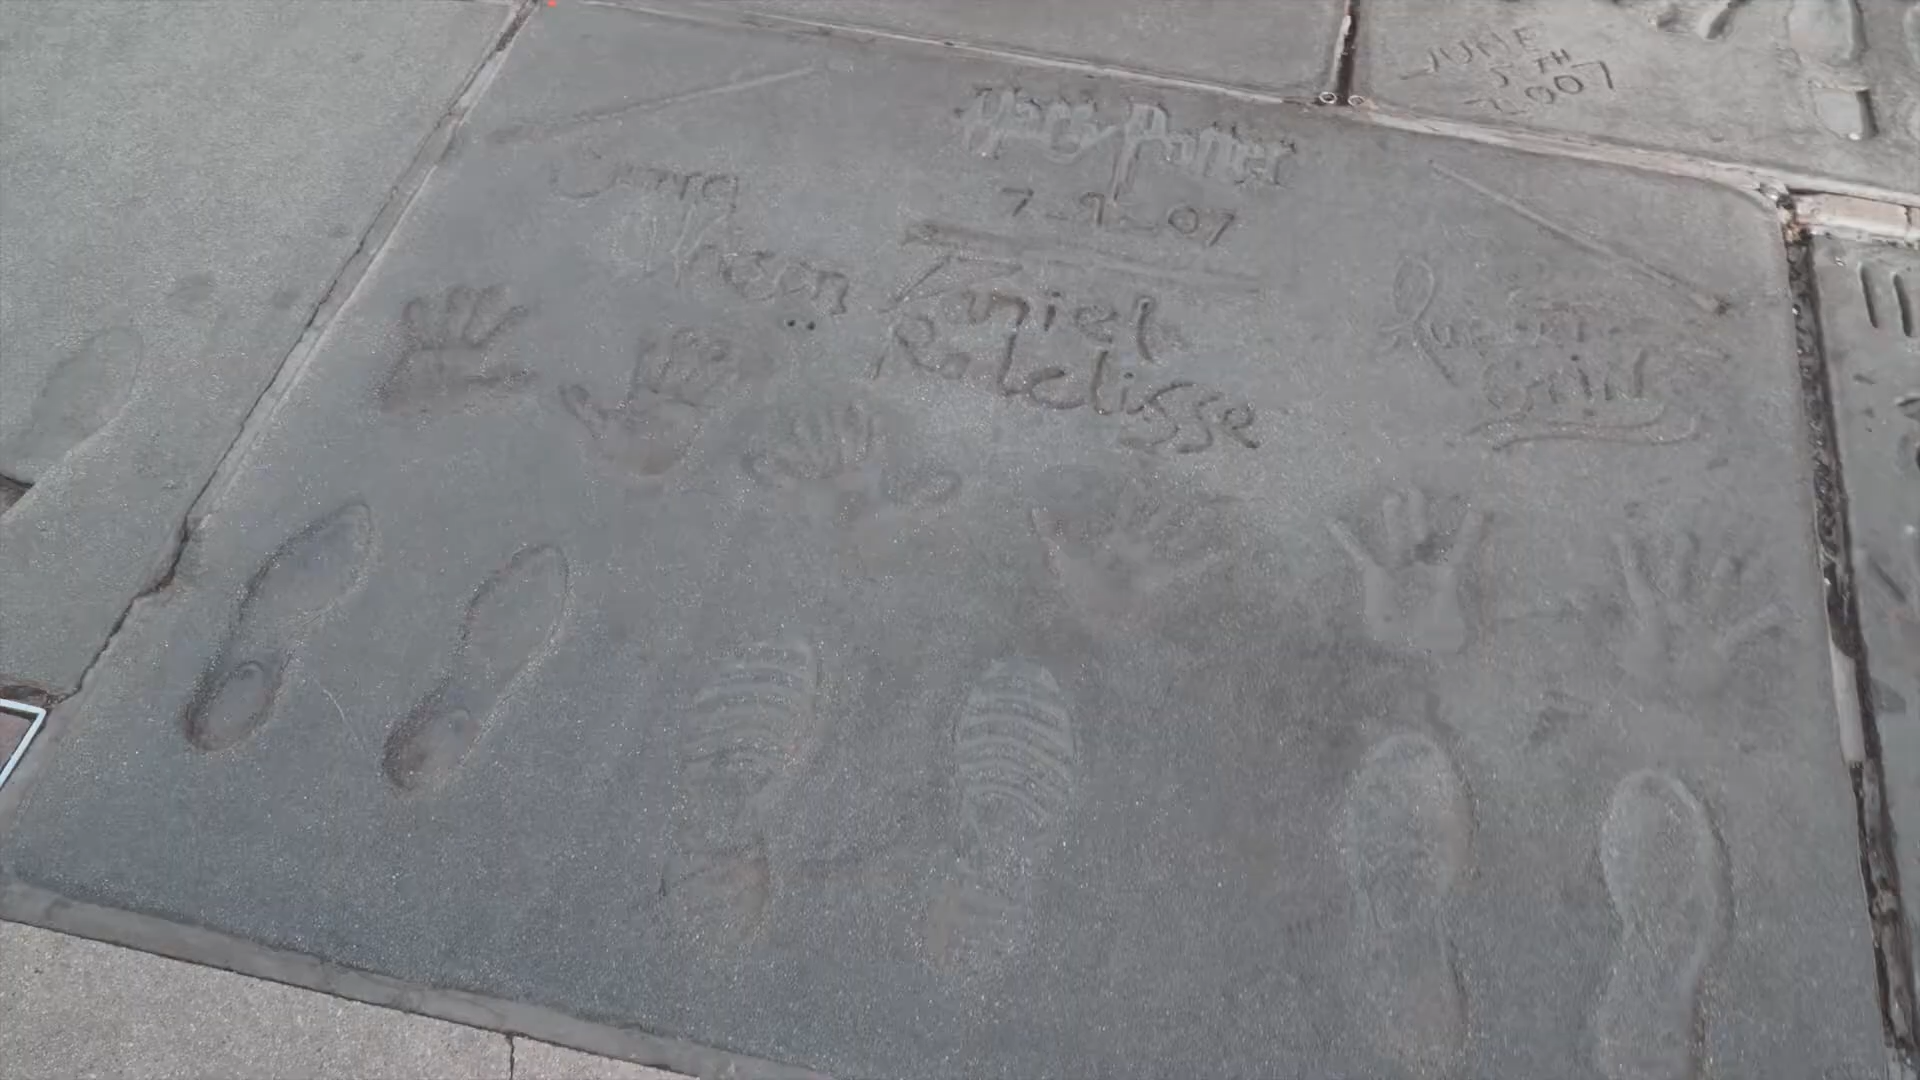 Harry Potter
7-9-07
Emma
Watson
Daniel
Radcliffe
Rupert
Grint
JUNE
5TH
2007